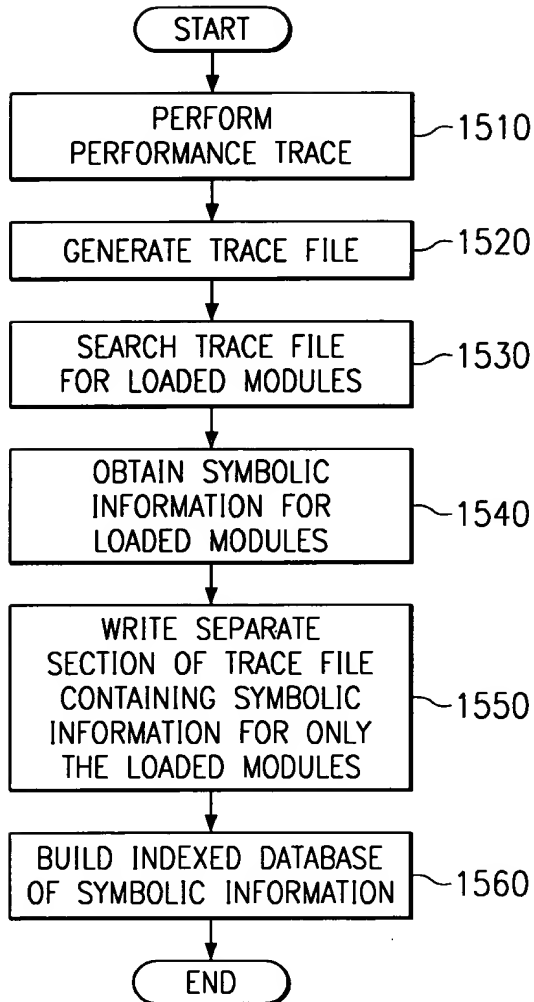 START
PERFORM
PERFORMANCE TRACE
1510
GENERATE TRACE FILE
1520
SEARCH TRACE FILE
FOR LOADED MODULES
1530
OBTAIN SYMBOLIC
INFORMATION FOR
LOADED MODULES
1540
WRITE SEPARATE
SECTION OF TRACE FILE
CONTAINING SYMBOLIC
INFORMATION FOR ONLY
THE LOADED MODULES
1550
BUILD INDEXED DATABASE
OF SYMBOLIC INFORMATION
1560
END